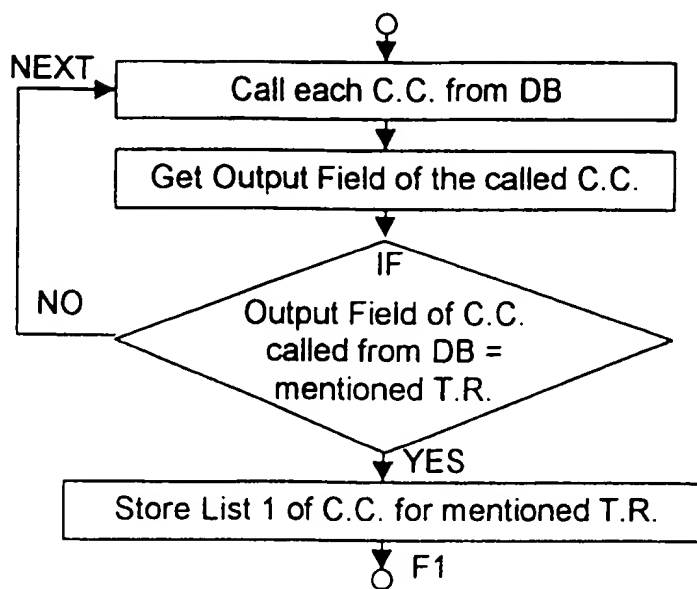 NEXT
Call each C.C. from DB
Get Output Field of the called C.C.
IF
NO
Output Field of C.C.
called from DB =
mentioned T.R.
YES
Store List 1 of C.C. for mentioned T.R.
F1